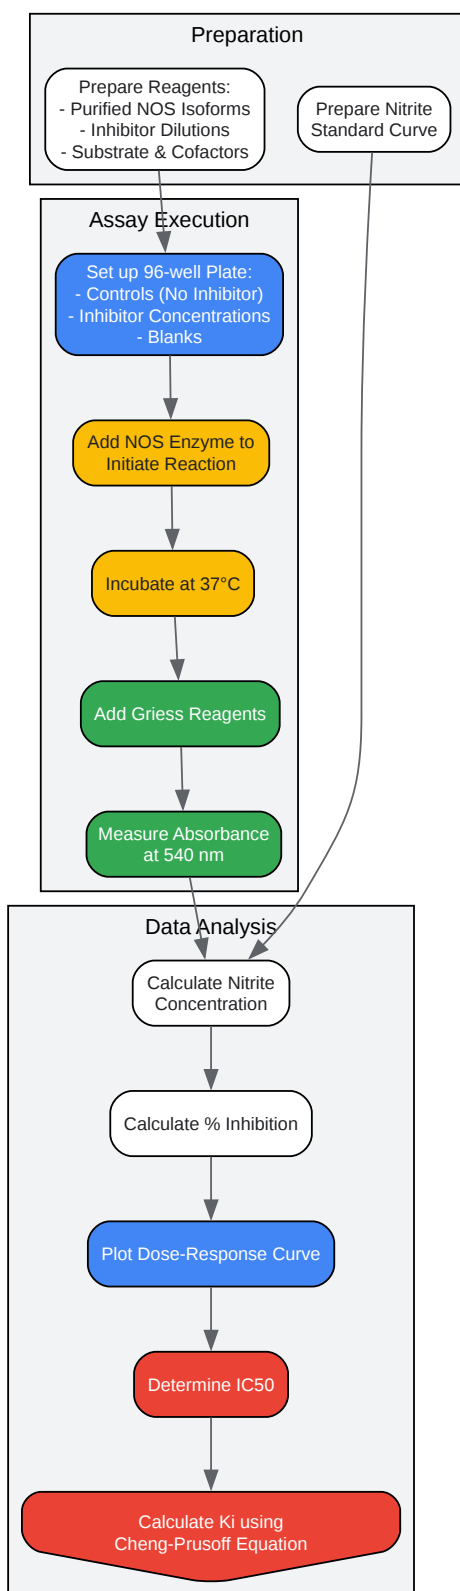 Preparation
Prepare Reagents:
- Purified NOS Isoforms
- Inhibitor Dilutions
- Substrate & Cofactors
Prepare Nitrite
Standard Curve
Assay Execution
Set up 96-well Plate:
- Controls (No Inhibitor)
- Inhibitor Concentrations
- Blanks
Add NOS Enzyme to
Initiate Reaction
Incubate at 37°C
Add Griess Reagents
Measure Absorbance
at 540 nm
Data Analysis
Calculate Nitrite
Concentration
Calculate % Inhibition
Plot Dose-Response Curve
Determine IC50
Calculate Ki using
Cheng-Prusoff Equation